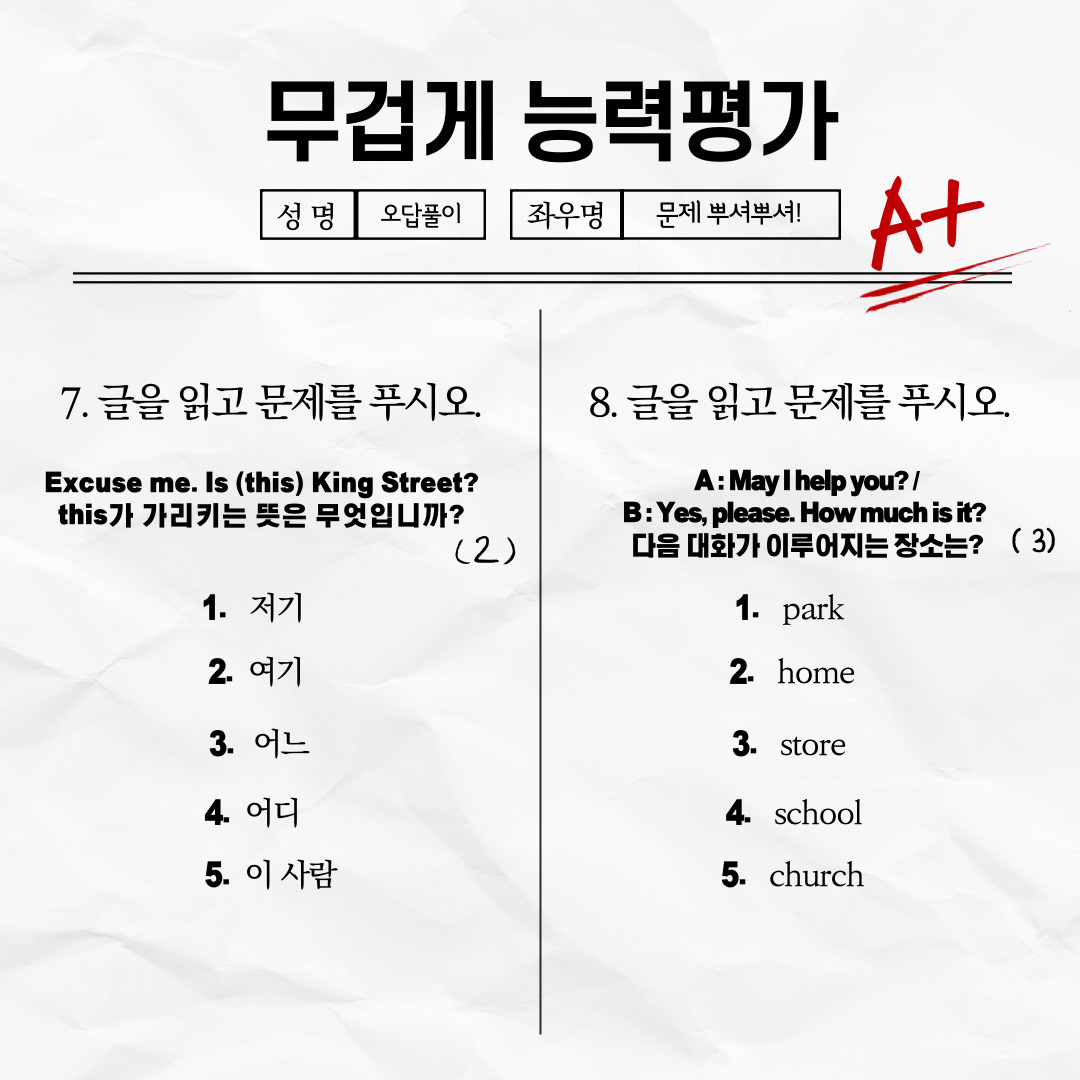 무겁게 능력평가
성 명 오답풀이 좌우명 문제 뿌셔뿌셔!
A+
7. 글을 읽고 문제를 푸시오.
Excuse me. Is (this) King Street?
this가 가리키는 뜻은 무엇입니까?
(2)
1. 저기
2. 여기
3. 어느
4. 어디
5. 이 사람
8. 글을 읽고 문제를 푸시오.
A : May I help you? /
B : Yes, please. How much is it?
다음 대화가 이루어지는 장소는? ( 3)
1. park
2. home
3. store
4. school
5. church